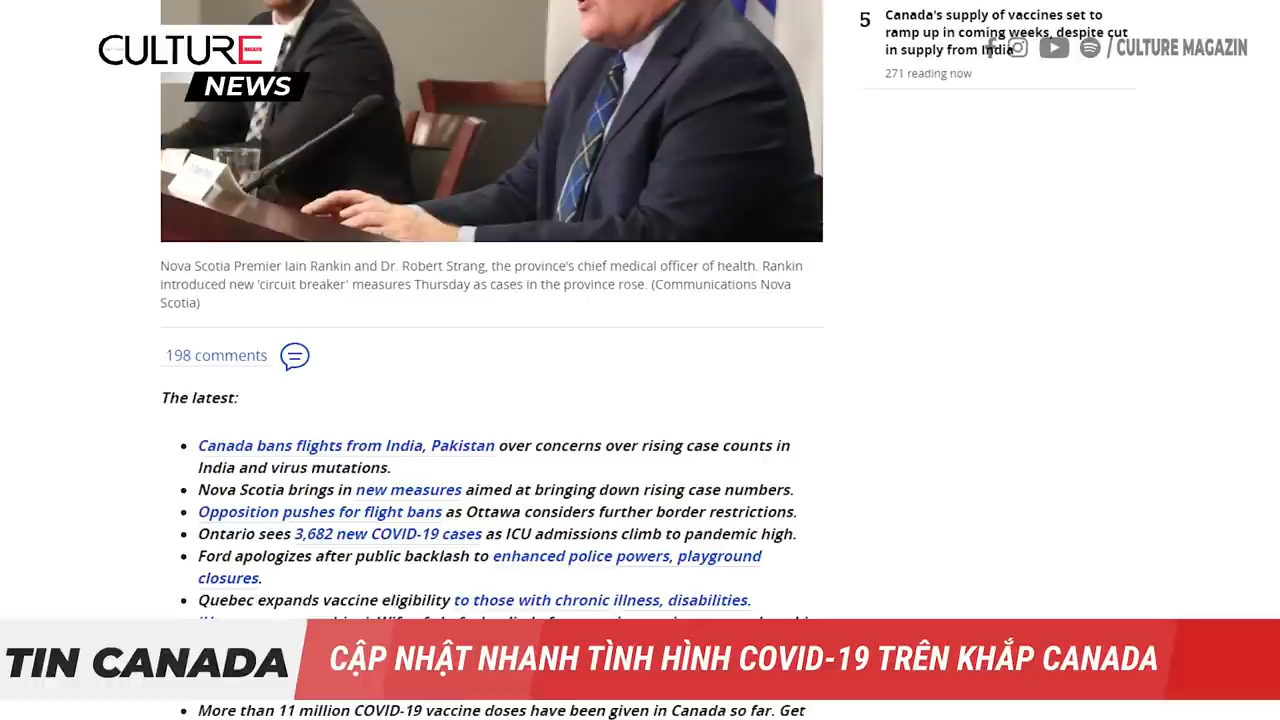 CULTURE
NEWS
5
Canada's supply of vaccines set to
ramp up in coming weeks, despite cut
in supply from India
271 reading now
/ CULTURE MAGAZIN
Nova Scotia Premier Iain Rankin and Dr. Robert Strang, the province's chief medical officer of health. Rankin
introduced new 'circuit breaker' measures Thursday as cases in the province rose. (Communications Nova
Scotia)
198 comments
The latest:
• Canada bans flights from India, Pakistan over concerns over rising case counts in
India and virus mutations.
• Nova Scotia brings in new measures aimed at bringing down rising case numbers.
• Opposition pushes for flight bans as Ottawa considers further border restrictions.
• Ontario sees 3,682 new COVID-19 cases as ICU admissions climb to pandemic high.
• Ford apologizes after public backlash to enhanced police powers, playground
closures.
• Quebec expands vaccine eligibility to those with chronic illness, disabilities.
TIN CANADA
CẬP NHẬT NHANH TÌNH HÌNH COVID-19 TRÊN KHẮP CANADA
• More than 11 million COVID-19 vaccine doses have been given in Canada so far. Get